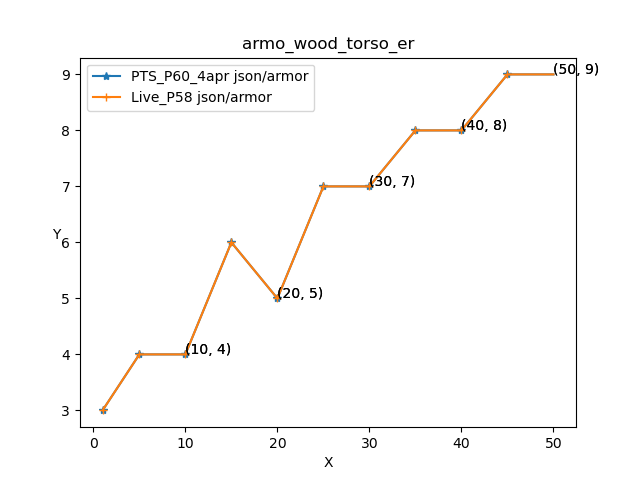 armo_wood_torso_er
PTS_P60_4apr json/armor
Live_P58 json/armor
(50, 9)
(40, 8)
(30, 7)
(20, 5)
(10, 4)
Y
9
8
7
6
5
4
3
0 10 20 30 40 50
X